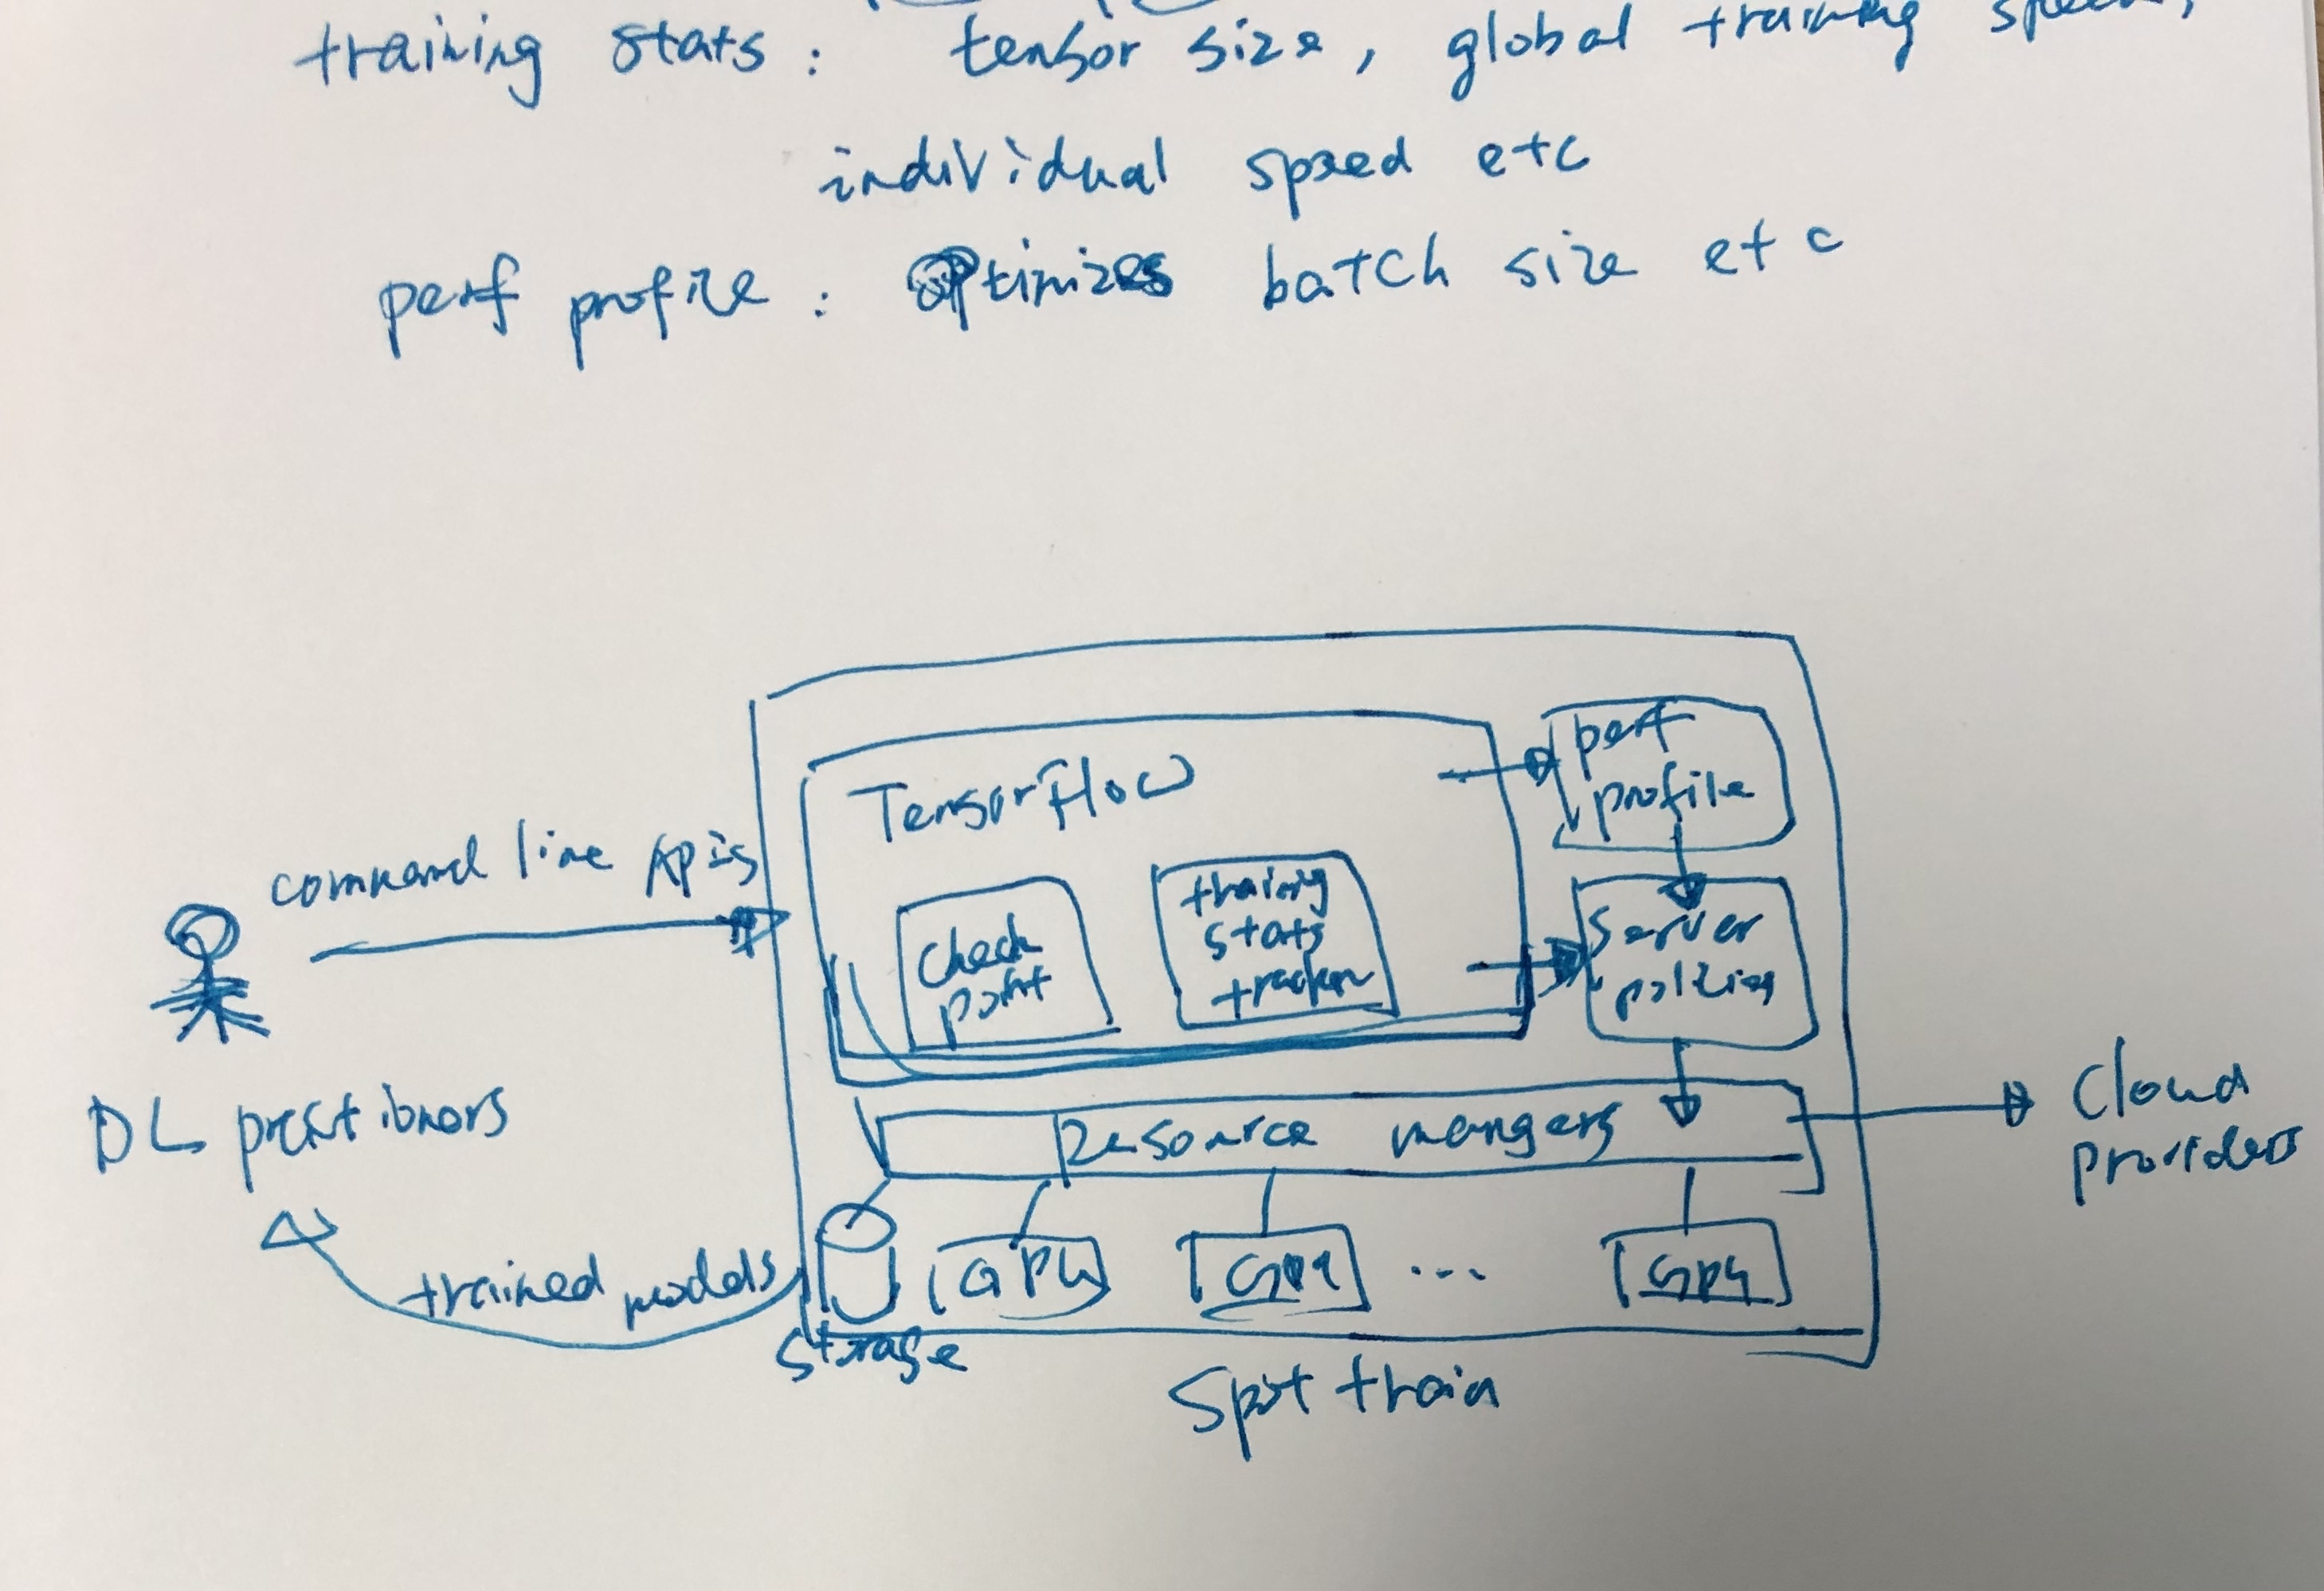 training stats : tensor size, global training speed,
individual speed etc
perf profile : optimizes batch size etc
TensorFlow
perf
profile
command line APIs
check
point
training
stats
tracker
server
policies
DL practitioners
Resource mangers
cloud
providers
GPU GPU ... GPU
trained models
storage
Spot train